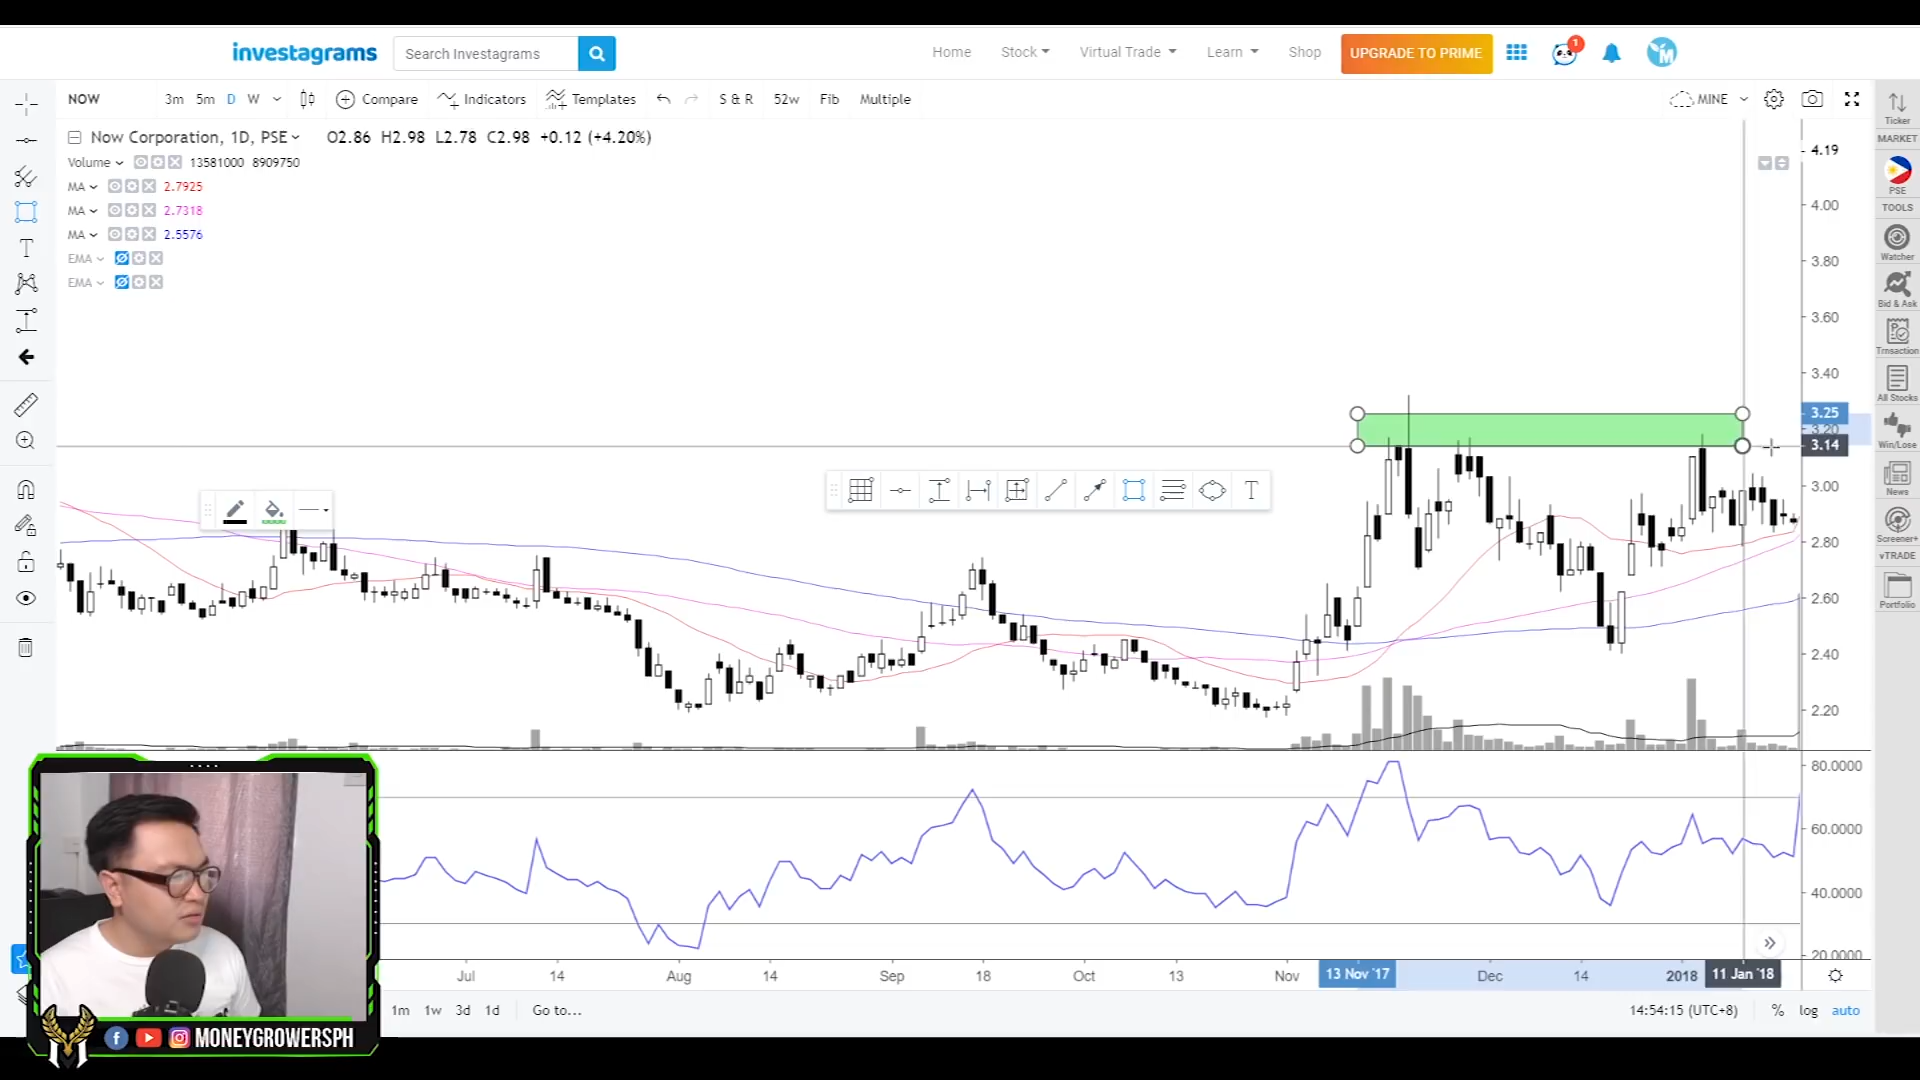 investagrams
Search Investagrams
Home
Stock
Virtual Trade
Learn
Shop
UPGRADE TO PRIME
1
M
NOW
3m 5m D W
Compare
Indicators
Templates
S & R
52w
Fib
Multiple
MINE
Now Corporation, 1D, PSE
O2.86 H2.98 L2.78 C2.98 +0.12 (+4.20%)
Volume 13581000 8909750
MA 2.7925
MA 2.7318
MA 2.5576
EMA
EMA
T
T
4.19
4.00
3.80
3.60
3.40
3.25
3.20
3.14
3.00
2.80
2.60
2.40
2.20
80.0000
60.0000
40.0000
20.0000
Ticker
MARKET
PSE
TOOLS
Watcher
Bid & Ask
Trnsaction
All Stocks
Win/Lose
News
Screener+
vTRADE
Portfolio
Jul 14 Aug 14 Sep 18 Oct 13 Nov 13 Nov '17 Dec 14 2018 11 Jan '18
1m 1w 3d 1d Go to...
14:54:15 (UTC+8) % log auto
MONEYGROWERSPH